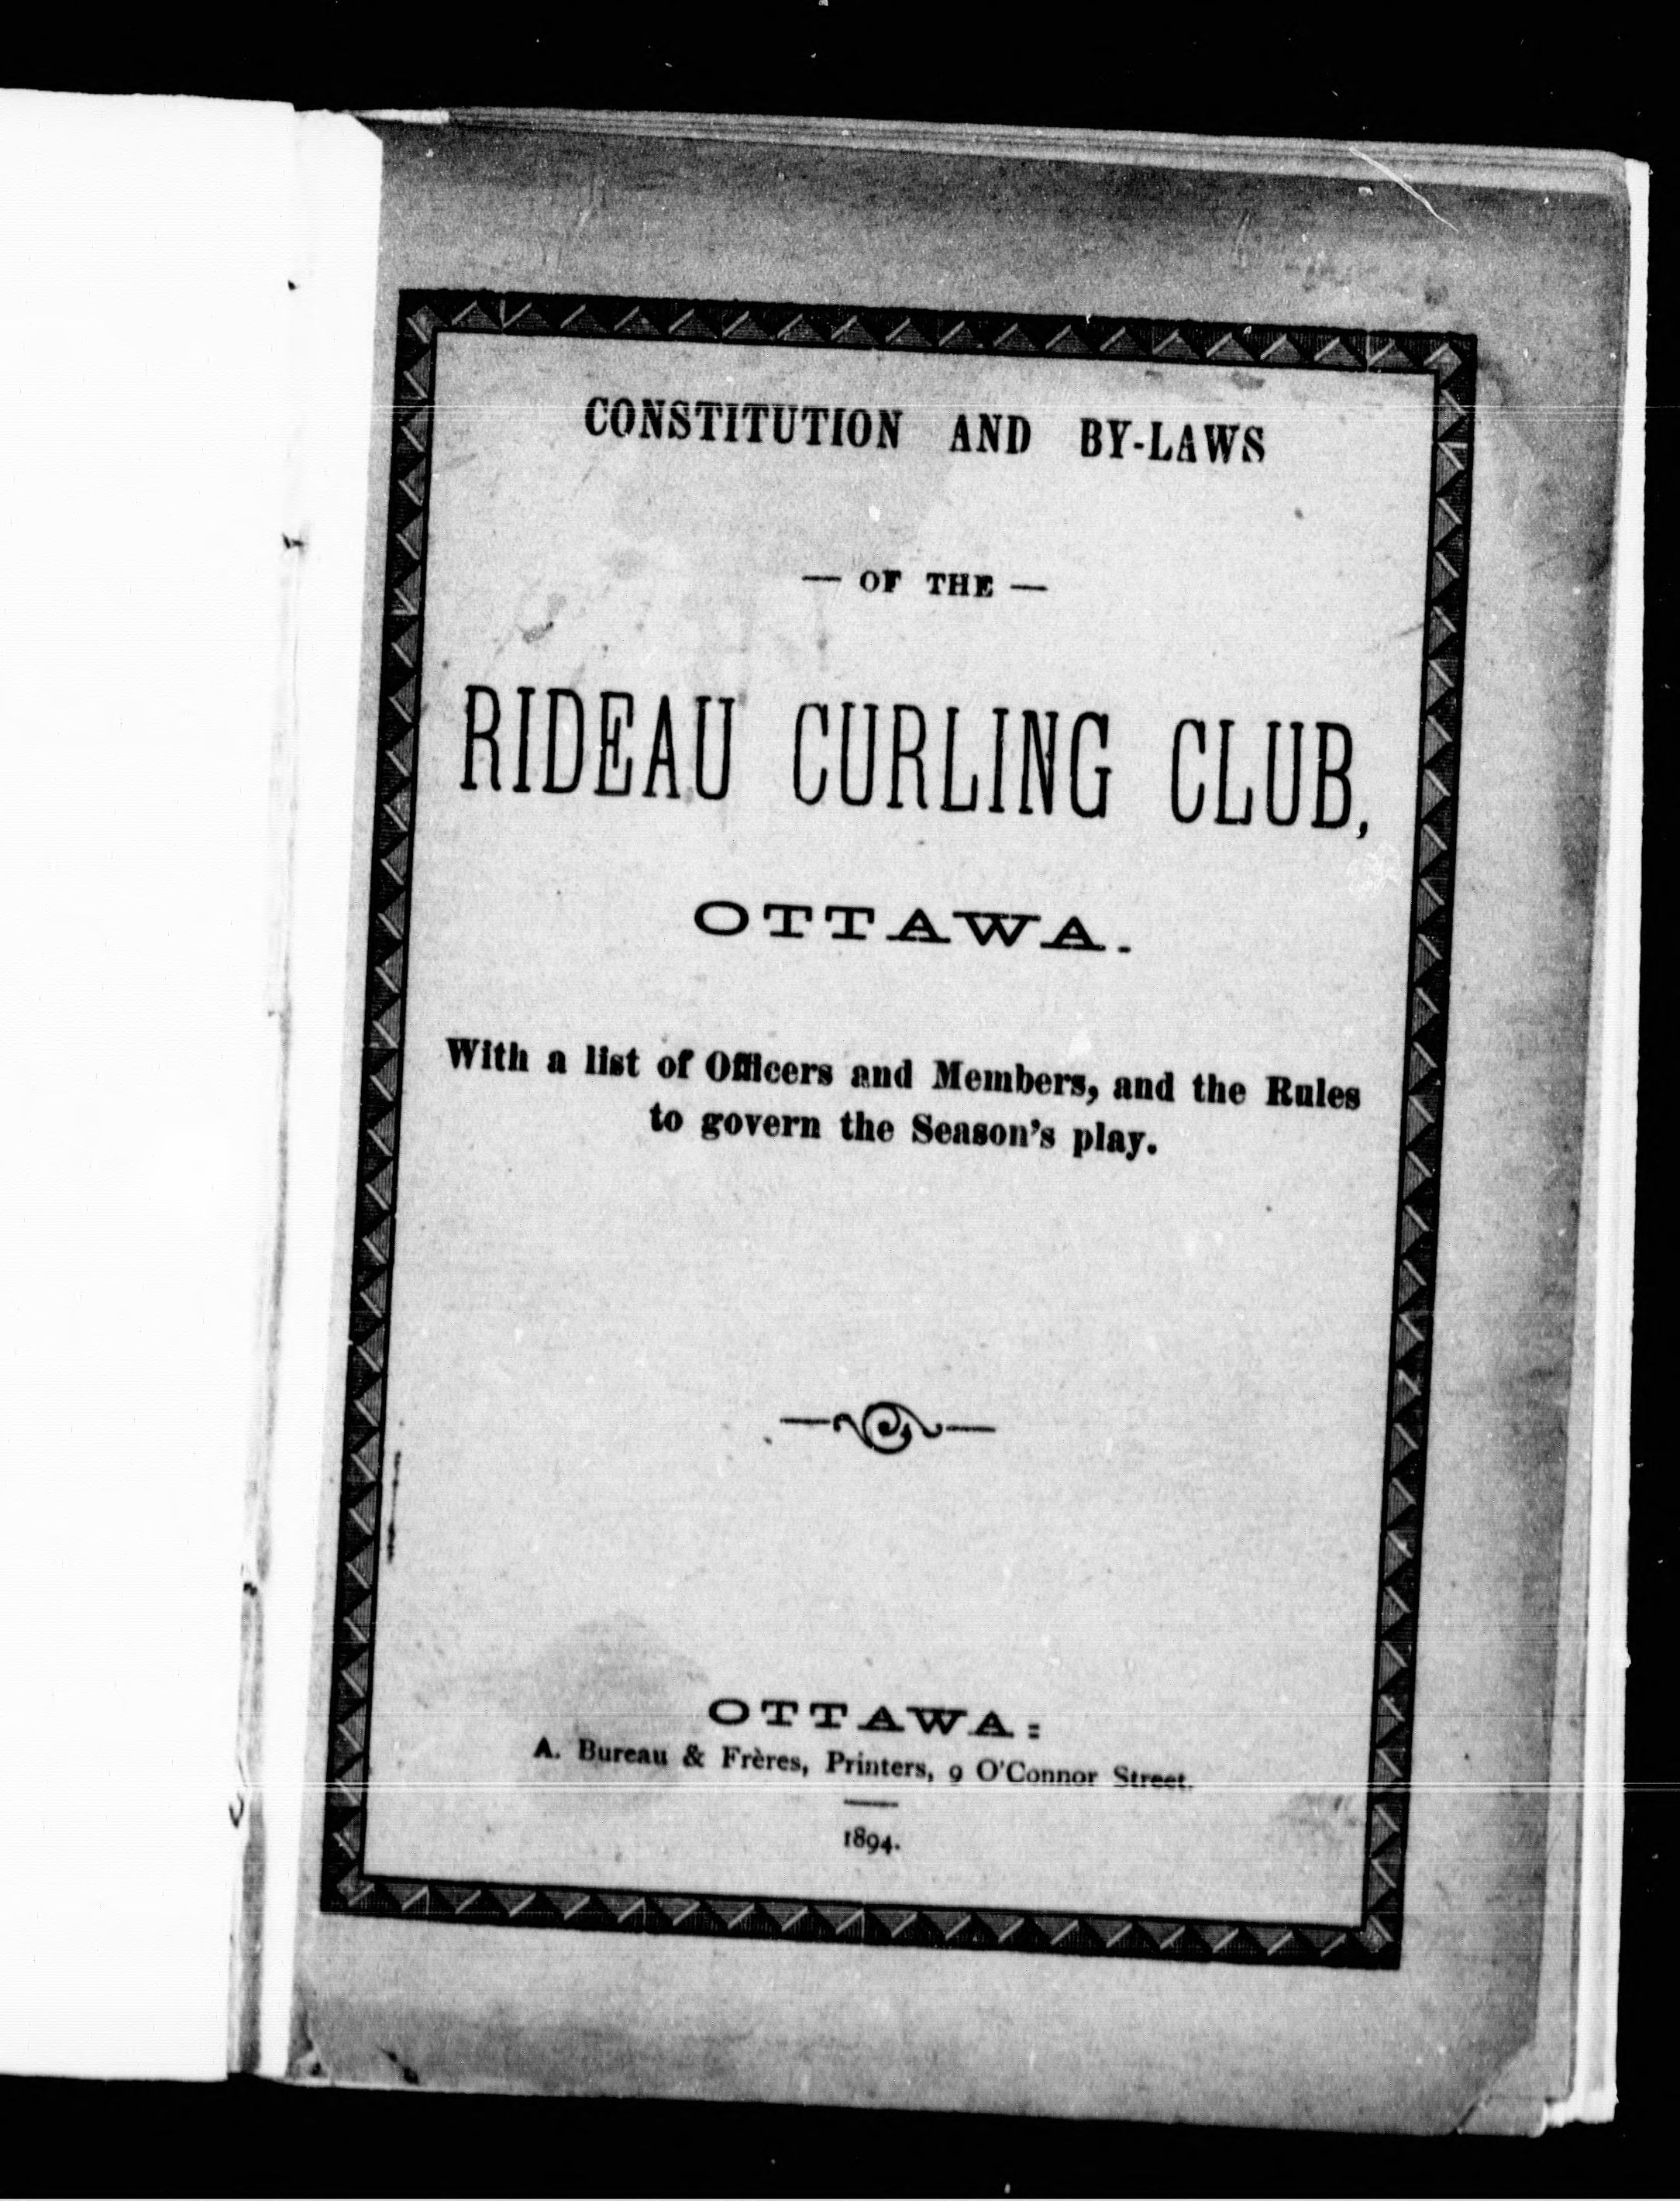 CONSTITUTION AND BY-LAWS
— OF THE —
RIDEAU CURLING CLUB,
OTTAWA.
With a list of Officers and Members, and the Rules
to govern the Season's play.
OTTAWA:
A. Bureau & Frères, Printers, 9 O'Connor Street.
1894.